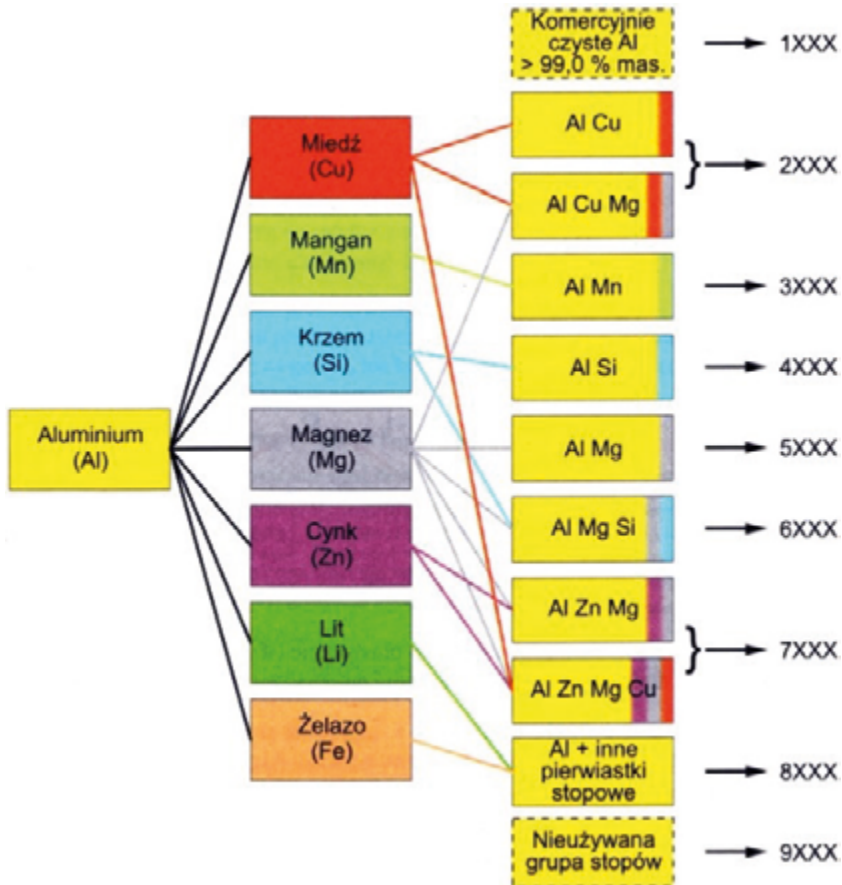 Komercyjnie
czyste Al
> 99,0 % mas.
1XXX
Miedź
(Cu)
Al Cu
2XXX
Al Cu Mg
Mangan
(Mn)
Al Mn
3XXX
Krzem
(Si)
Al Si
4XXX
Aluminium
(Al)
Magnez
(Mg)
Al Mg
5XXX
Cynk
(Zn)
Al Mg Si
6XXX
Al Zn Mg
7XXX
Lit
(Li)
Al Zn Mg Cu
Żelazo
(Fe)
Al + inne
pierwiastki
stopowe
8XXX
Nieużywana
grupa stopów
9XXX